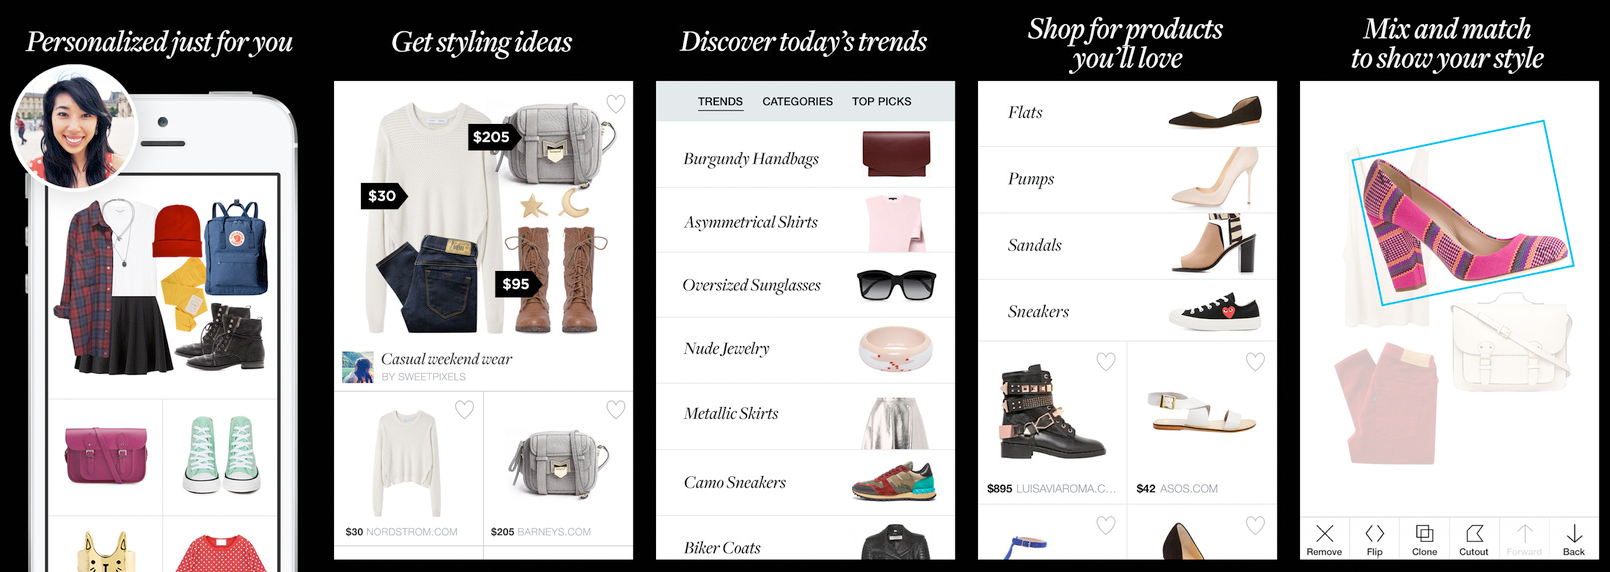 Personalized just for you
Get styling ideas
$205
$30
$95
Casual weekend wear
BY SWEETPIXELS
$30 NORDSTROM.COM
$205 BARNEYS.COM
Discover today's trends
TRENDS CATEGORIES TOP PICKS
Burgundy Handbags
Asymmetrical Shirts
Oversized Sunglasses
Nude Jewelry
Metallic Skirts
Camo Sneakers
Biker Coats
Shop for products
you'll love
Flats
Pumps
Sandals
Sneakers
$895 LUISAVIAROMA.C...
$42 ASOS.COM
Mix and match
to show your style
Remove Flip Clone Cutout Forward Back